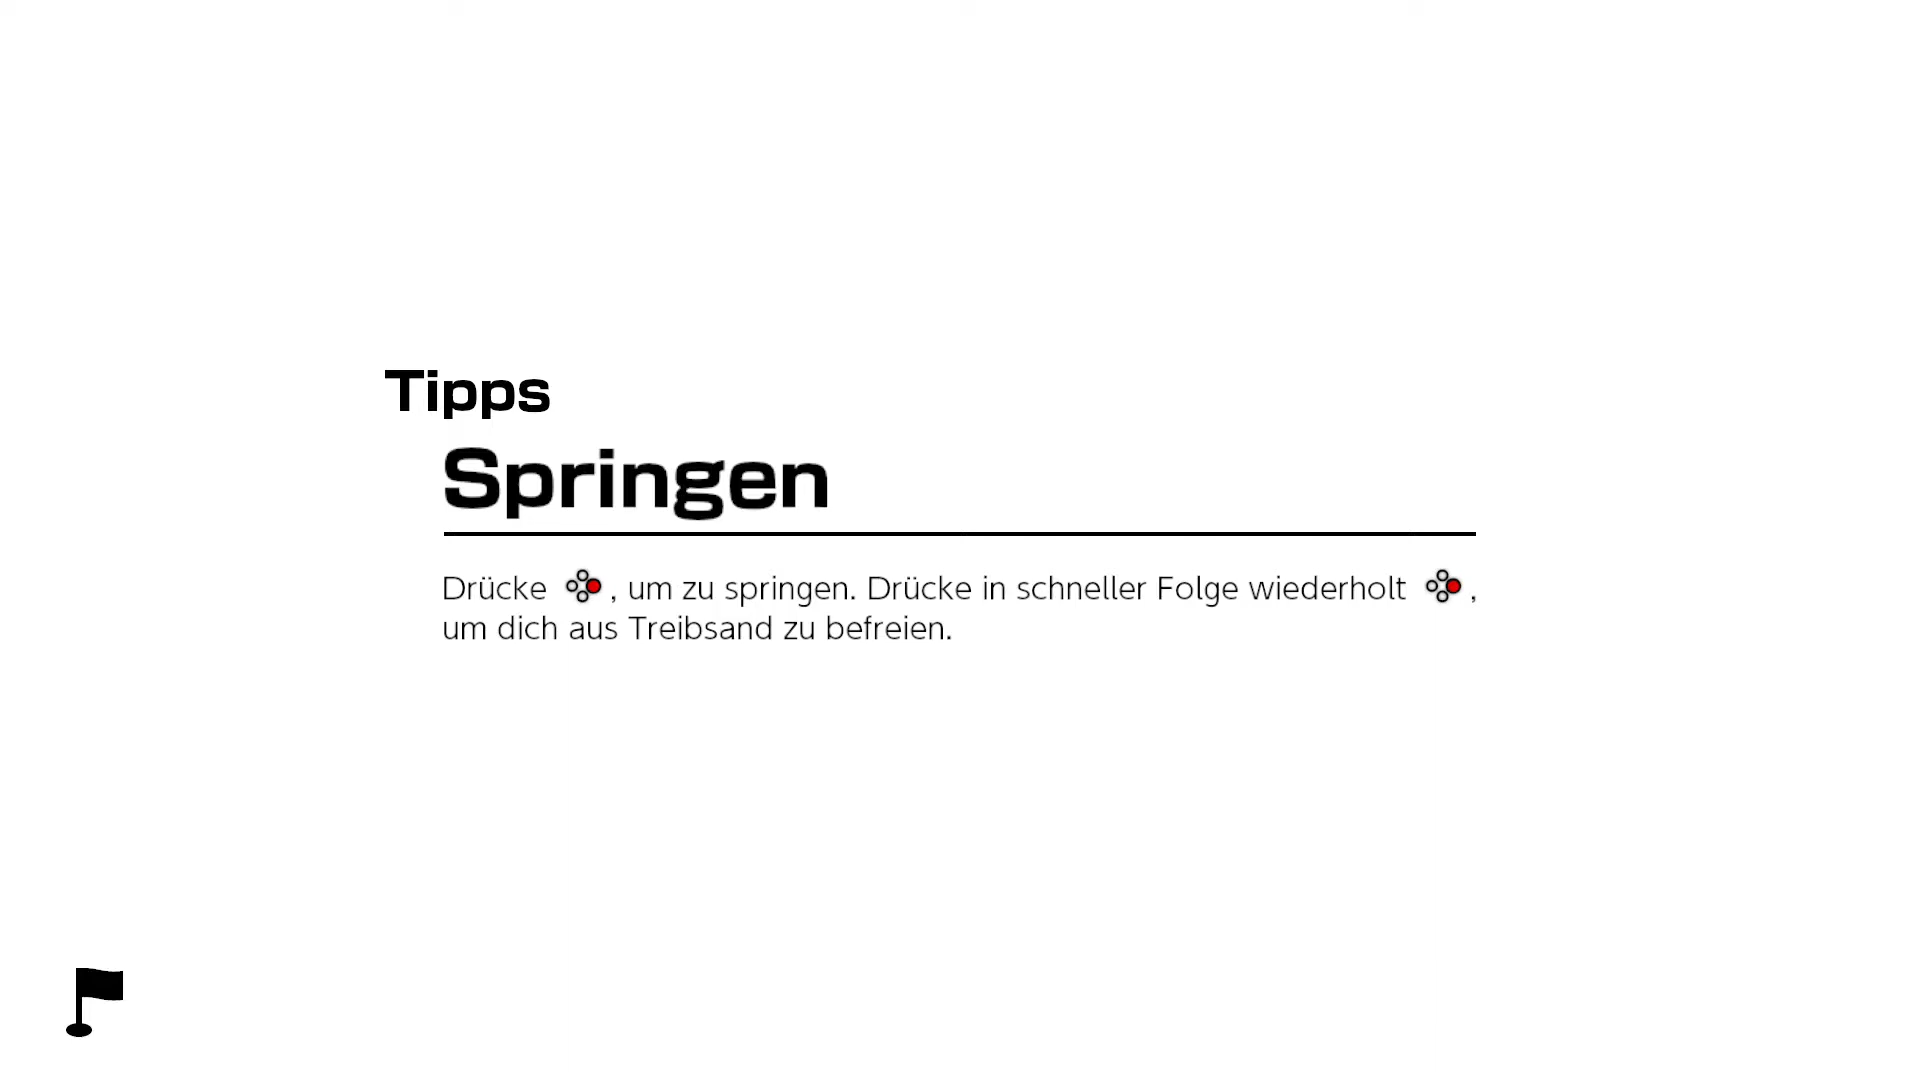 Tipps
Springen
Drücke , um zu springen. Drücke in schneller Folge wiederholt ,
um dich aus Treibsand zu befreien.